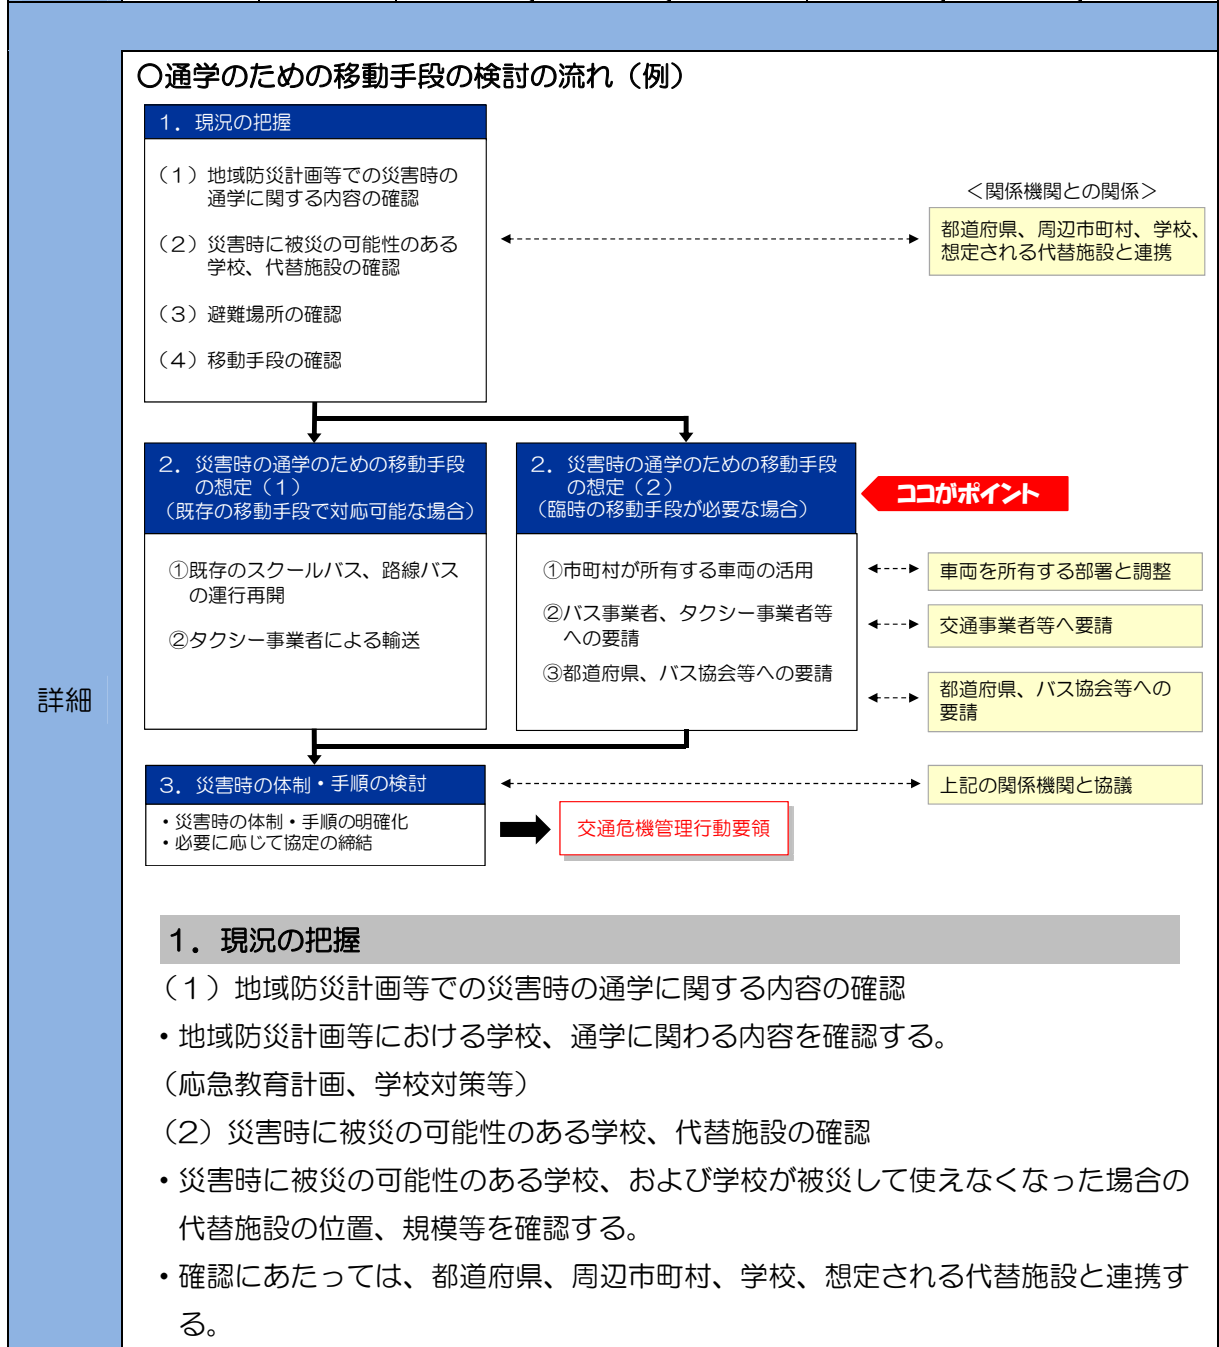 詳細
○通学のための移動手段の検討の流れ（例）
１．現況の把握
（１）地域防災計画等での災害時の
通学に関する内容の確認
（２）災害時に被災の可能性のある
学校、代替施設の確認
（３）避難場所の確認
（４）移動手段の確認
＜関係機関との関係＞
都道府県、周辺市町村、学校、
想定される代替施設と連携
２．災害時の通学のための移動手段
の想定（１）
（既存の移動手段で対応可能な場合）
①既存のスクールバス、路線バス
の運行再開
②タクシー事業者による輸送
２．災害時の通学のための移動手段
の想定（２）
（臨時の移動手段が必要な場合）
ココがポイント
①市町村が所有する車両の活用
②バス事業者、タクシー事業者等
への要請
③都道府県、バス協会等への要請
車両を所有する部署と調整
交通事業者等へ要請
都道府県、バス協会等への
要請
３．災害時の体制・手順の検討
・災害時の体制・手順の明確化
・必要に応じて協定の締結
交通危機管理行動要領
上記の関係機関と協議
１．現況の把握
（１）地域防災計画等での災害時の通学に関する内容の確認
・地域防災計画等における学校、通学に関わる内容を確認する。
（応急教育計画、学校対策等）
（2）災害時に被災の可能性のある学校、代替施設の確認
・災害時に被災の可能性のある学校、および学校が被災して使えなくなった場合の
代替施設の位置、規模等を確認する。
・確認にあたっては、都道府県、周辺市町村、学校、想定される代替施設と連携す
る。